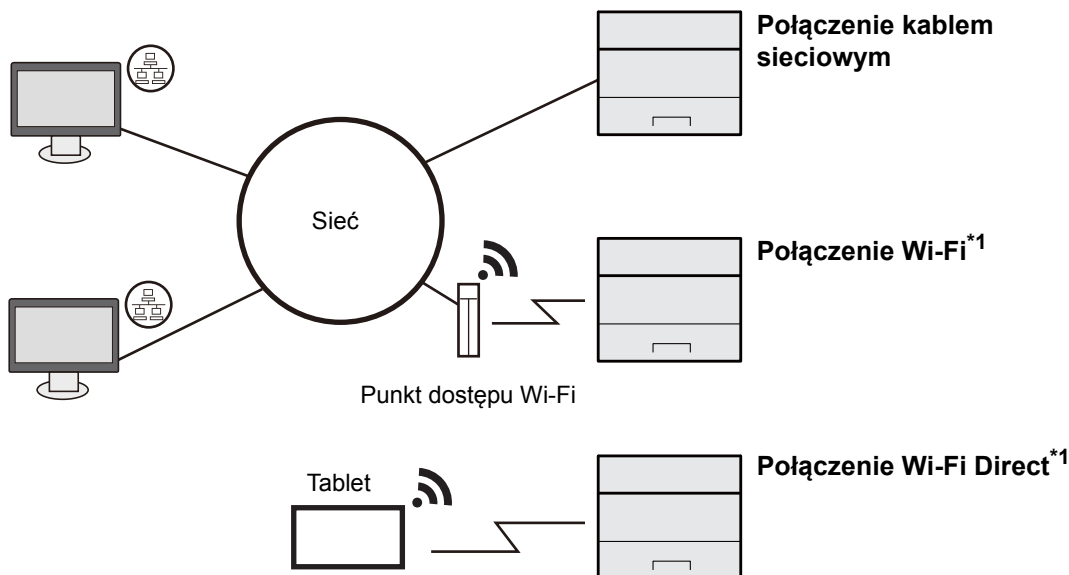 Połączenie kablem
sieciowym
Sieć
Połączenie Wi-Fi*1
Punkt dostępu Wi-Fi
Połączenie Wi-Fi Direct*1
Tablet